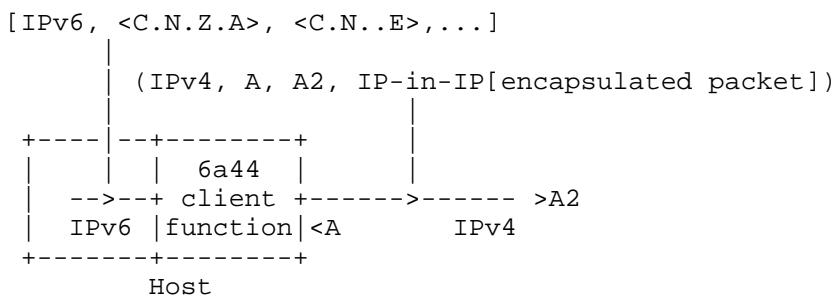 [IPv6, <C.N.Z.A>, <C.N..E>,...]
(IPv4, A, A2, IP-in-IP[encapsulated packet])
6a44
-->--+ client +------>------ >A2
IPv6 |function|<A IPv4
Host